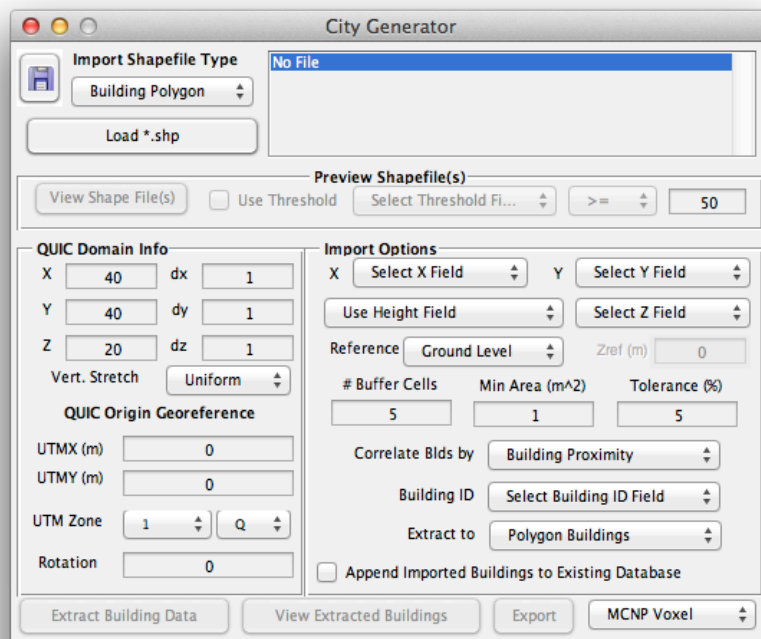 City Generator
Import Shapefile Type
No File
Building Polygon
Load *.shp
Preview Shapefile(s)
View Shape File(s) Use Threshold Select Threshold Fi... >= 50
QUIC Domain Info
X 40 dx 1
Y 40 dy 1
Z 20 dz 1
Vert. Stretch Uniform
QUIC Origin Georeference
UTMX (m) 0
UTMY (m) 0
UTM Zone 1 Q
Rotation 0
Import Options
X Select X Field Y Select Y Field
Use Height Field Select Z Field
Reference Ground Level Zref (m) 0
# Buffer Cells Min Area (m^2) Tolerance (%)
5 1 5
Correlate Blds by Building Proximity
Building ID Select Building ID Field
Extract to Polygon Buildings
Append Imported Buildings to Existing Database
Extract Building Data View Extracted Buildings Export MCNP Voxel